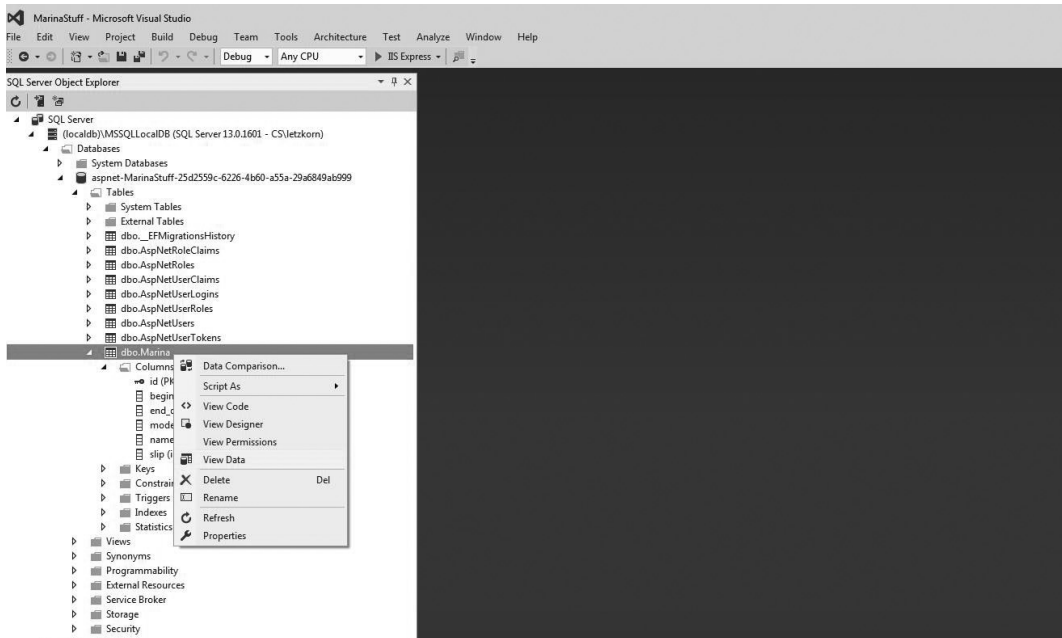 MarinaStuff - Microsoft Visual Studio
File Edit View Project Build Debug Team Tools Architecture Test Analyze Window Help
Debug Any CPU IIS Express
SQL Server Object Explorer
SQL Server
(localdb)\MSSQLLocalDB (SQL Server 13.0.1601 - CS\letzkorn)
Databases
System Databases
aspnet-MarinaStuff-25d2559c-6226-4b60-a55a-29a6849ab999
Tables
System Tables
External Tables
dbo.__EFMigrationsHistory
dbo.AspNetRoleClaims
dbo.AspNetRoles
dbo.AspNetUserClaims
dbo.AspNetUserLogins
dbo.AspNetUserRoles
dbo.AspNetUsers
dbo.AspNetUserTokens
dbo.Marina
Columns
id (PK
begin
end_
mode
name
slip (i
Keys
Constrai
Triggers
Indexes
Statistics
Data Comparison...
Script As
View Code
View Designer
View Permissions
View Data
Delete Del
Rename
Refresh
Properties
Views
Synonyms
Programmability
External Resources
Service Broker
Storage
Security